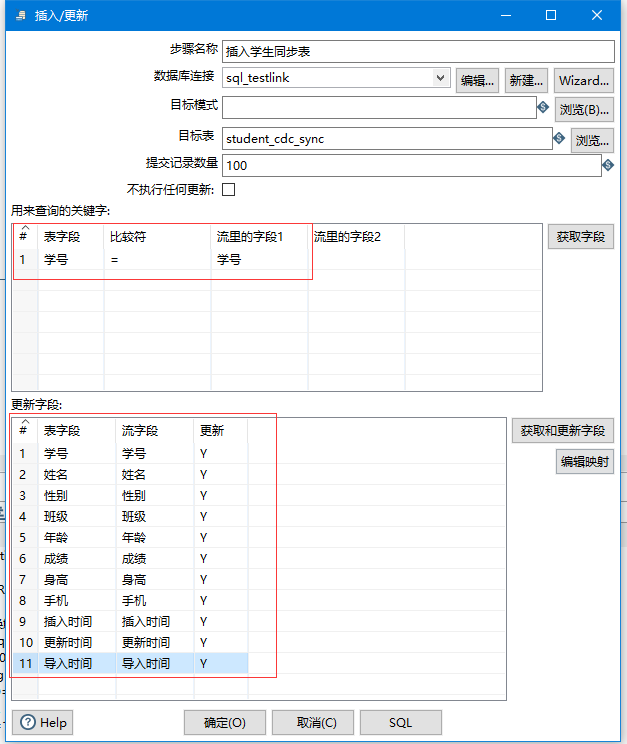 插入/更新
步骤名称 插入学生同步表
数据库连接 sql_testlink 编辑... 新建... Wizard...
目标模式 浏览(B)...
目标表 student_cdc_sync 浏览...
提交记录数量 100
不执行任何更新:
用来查询的关键字:
# 表字段 比较符 流里的字段1 流里的字段2 获取字段
1 学号 = 学号
更新字段:
# 表字段 流字段 更新 获取和更新字段
1 学号 学号 Y
编辑映射
2 姓名 姓名 Y
3 性别 性别 Y
4 班级 班级 Y
5 年龄 年龄 Y
6 成绩 成绩 Y
7 身高 身高 Y
8 手机 手机 Y
9 插入时间 插入时间 Y
10 更新时间 更新时间 Y
11 导入时间 导入时间 Y
Help 确定(O) 取消(C) SQL